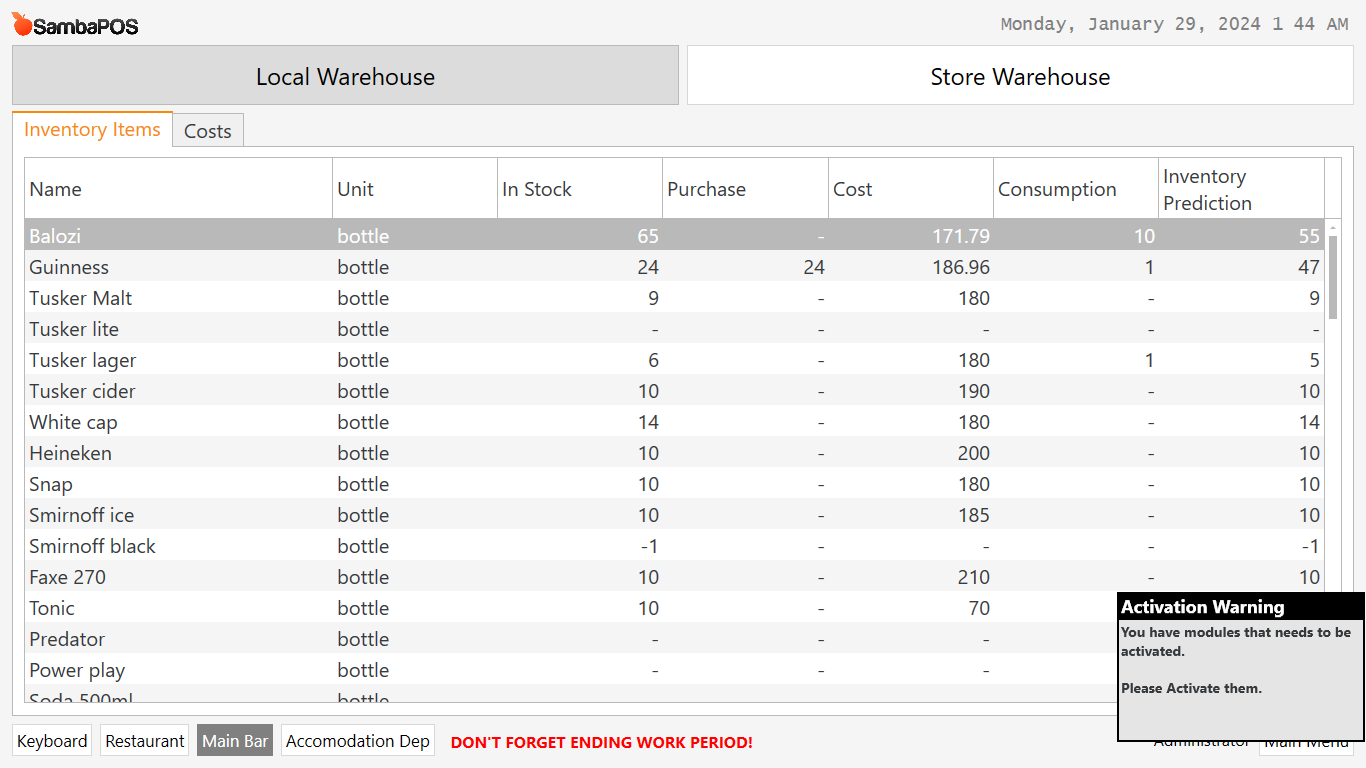 SambaPOS
Monday, January 29, 2024 1 44 AM
Local Warehouse
Store Warehouse
Inventory Items
Costs
Name Unit In Stock Purchase Cost Consumption Inventory Prediction
Balozi bottle 65 - 171.79 10 55
Guinness bottle 24 24 186.96 1 47
Tusker Malt bottle 9 - 180 - 9
Tusker lite bottle - - - - -
Tusker lager bottle 6 - 180 1 5
Tusker cider bottle 10 - 190 - 10
White cap bottle 14 - 180 - 14
Heineken bottle 10 - 200 - 10
Snap bottle 10 - 180 - 10
Smirnoff ice bottle 10 - 185 - 10
Smirnoff black bottle -1 - - - -1
Faxe 270 bottle 10 - 210 - 10
Tonic bottle 10 - 70
Predator bottle - - -
Power play bottle - - -
Soda 500ml bottle
Activation Warning
You have modules that needs to be
activated.
Please Activate them.
Keyboard
Restaurant
Main Bar
Accomodation Dep
DON'T FORGET ENDING WORK PERIOD!
Administrator
Main Menu